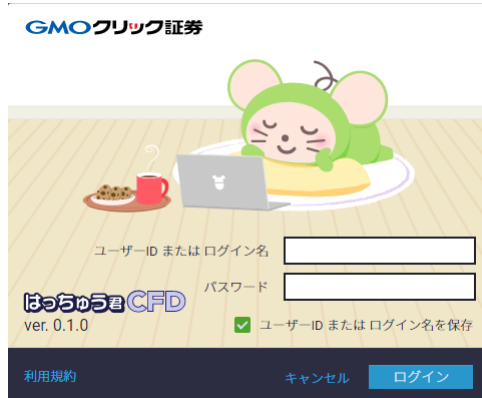 GMOクリック証券
ユーザーID または ログイン名
パスワード
はっちゅう君CFD
ver. 0.1.0
ユーザーID または ログイン名を保存
利用規約
キャンセル
ログイン